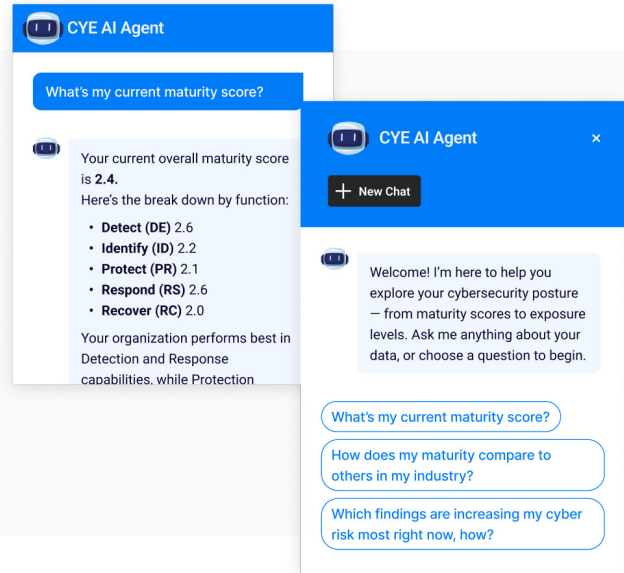 CYE AI Agent
What's my current maturity score?
Your current overall maturity score
is 2.4.
Here's the break down by function:
• Detect (DE) 2.6
• Identify (ID) 2.2
• Protect (PR) 2.1
• Respond (RS) 2.6
• Recover (RC) 2.0
Your organization performs best in
Detection and Response
capabilities, while Protection
CYE AI Agent
×
+ New Chat
Welcome! I'm here to help you
explore your cybersecurity posture
— from maturity scores to exposure
levels. Ask me anything about your
data, or choose a question to begin.
What's my current maturity score?
How does my maturity compare to
others in my industry?
Which findings are increasing my cyber
risk most right now, how?